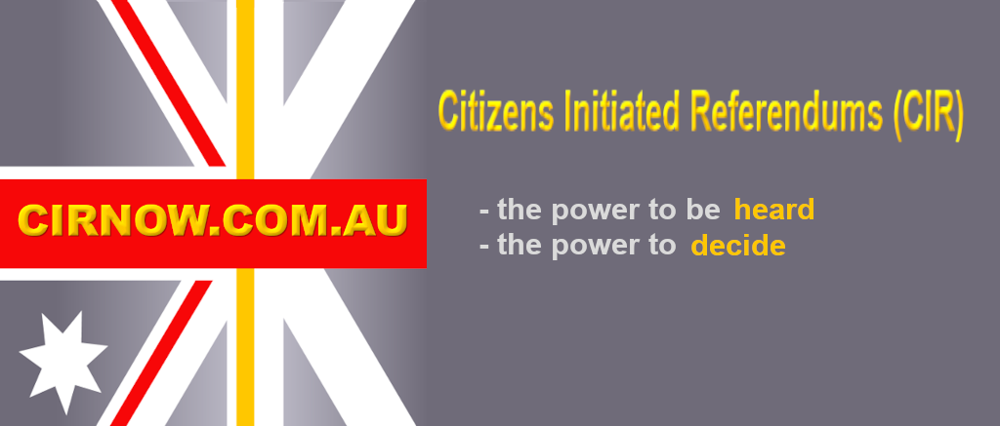 Citizens Initiated Referendums (CIR)
CIRNOW.COM.AU
- the power to be heard
- the power to decide